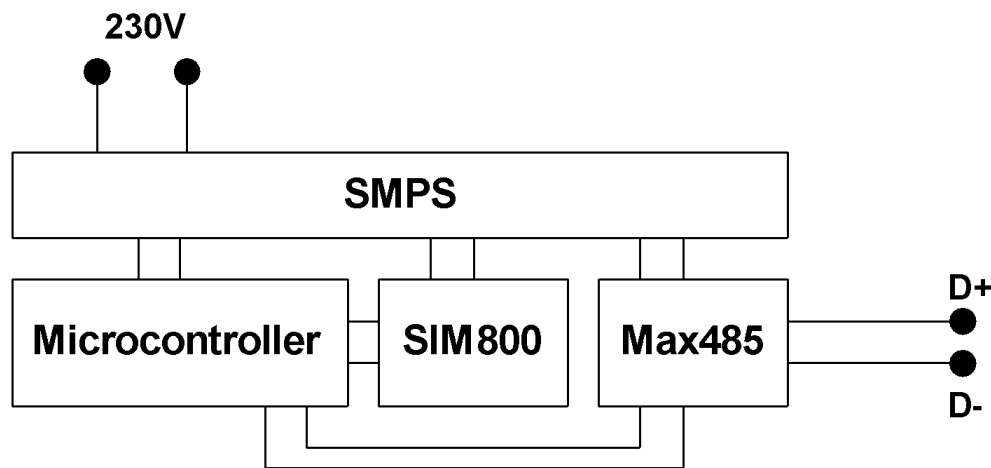 230V
SMPS
Microcontroller
SIM800
Max485
D+
D-